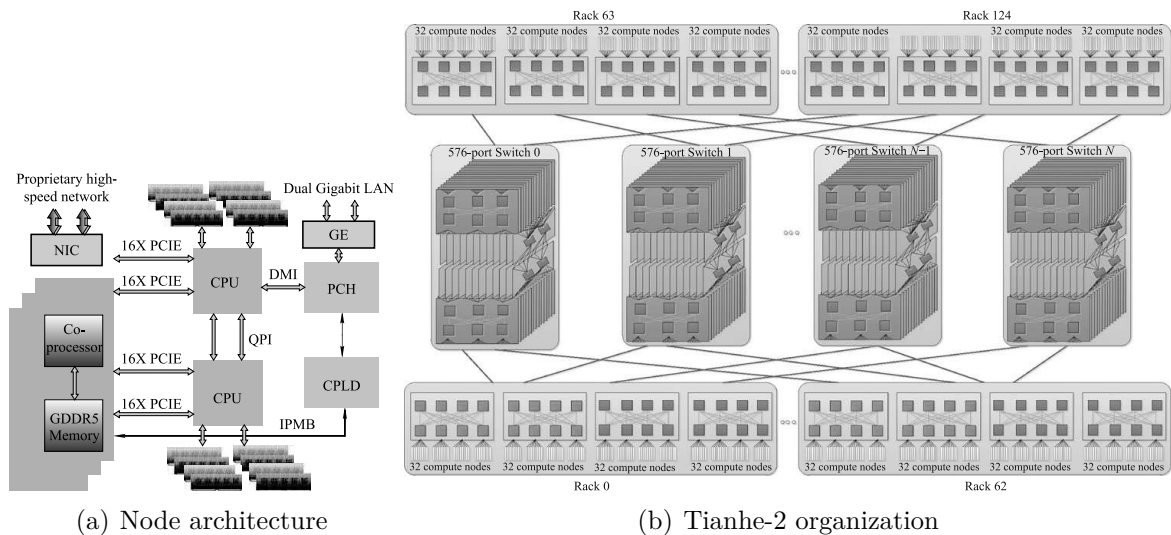 Proprietary high-
speed network
Dual Gigabit LAN
NIC
GE
16X PCIE
16X PCIE
CPU
DMI
PCH
Co-
processor
QPI
16X PCIE
CPU
CPLD
GDDR5
Memory
16X PCIE
IPMB
(a) Node architecture
Rack 63
Rack 124
32 compute nodes
32 compute nodes
32 compute nodes
32 compute nodes
32 compute nodes
32 compute nodes
32 compute nodes
576-port Switch 0
576-port Switch 1
576-port Switch N−1
576-port Switch N
32 compute nodes
32 compute nodes
32 compute nodes
32 compute nodes
32 compute nodes
32 compute nodes
32 compute nodes
32 compute nodes
Rack 0
Rack 62
(b) Tianhe-2 organization